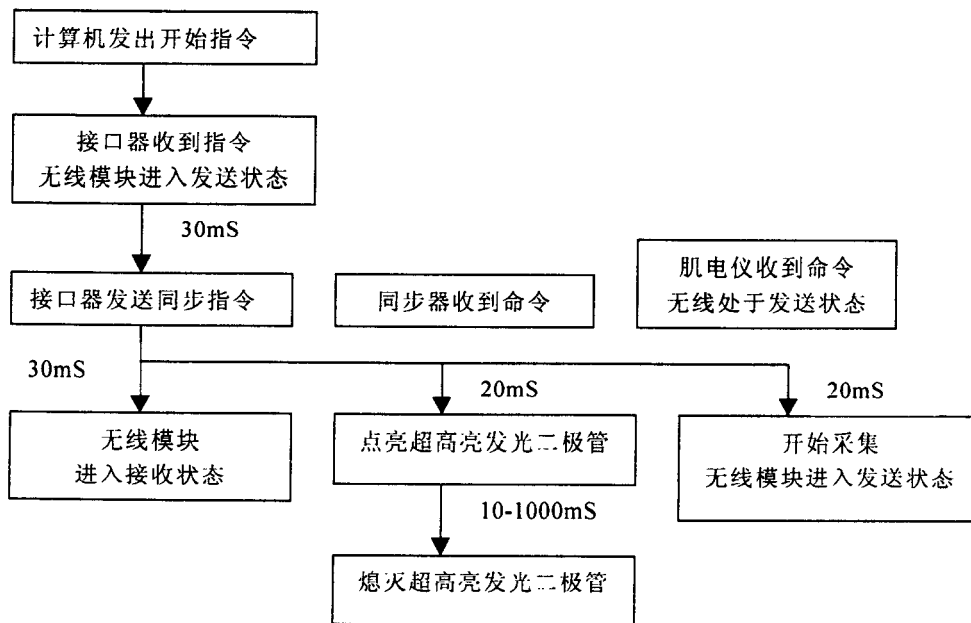 计算机发出开始指令
接口器收到指令
无线模块进入发送状态
30mS
接口器发送同步指令
同步器收到命令
肌电仪收到命令
无线处于发送状态
30mS
20mS
20mS
无线模块
进入接收状态
点亮超高亮发光二极管
开始采集
无线模块进入发送状态
10-1000mS
熄灭超高亮发光二极管